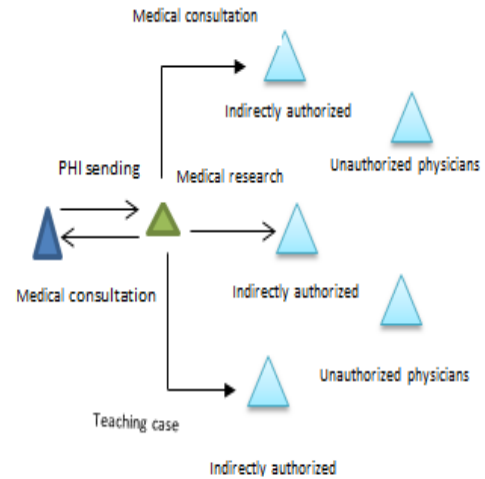 Medical consultation
Indirectly authorized
Unauthorized physicians
PHI sending
Medical research
Medical consultation
Indirectly authorized
Unauthorized physicians
Teaching case
Indirectly authorized